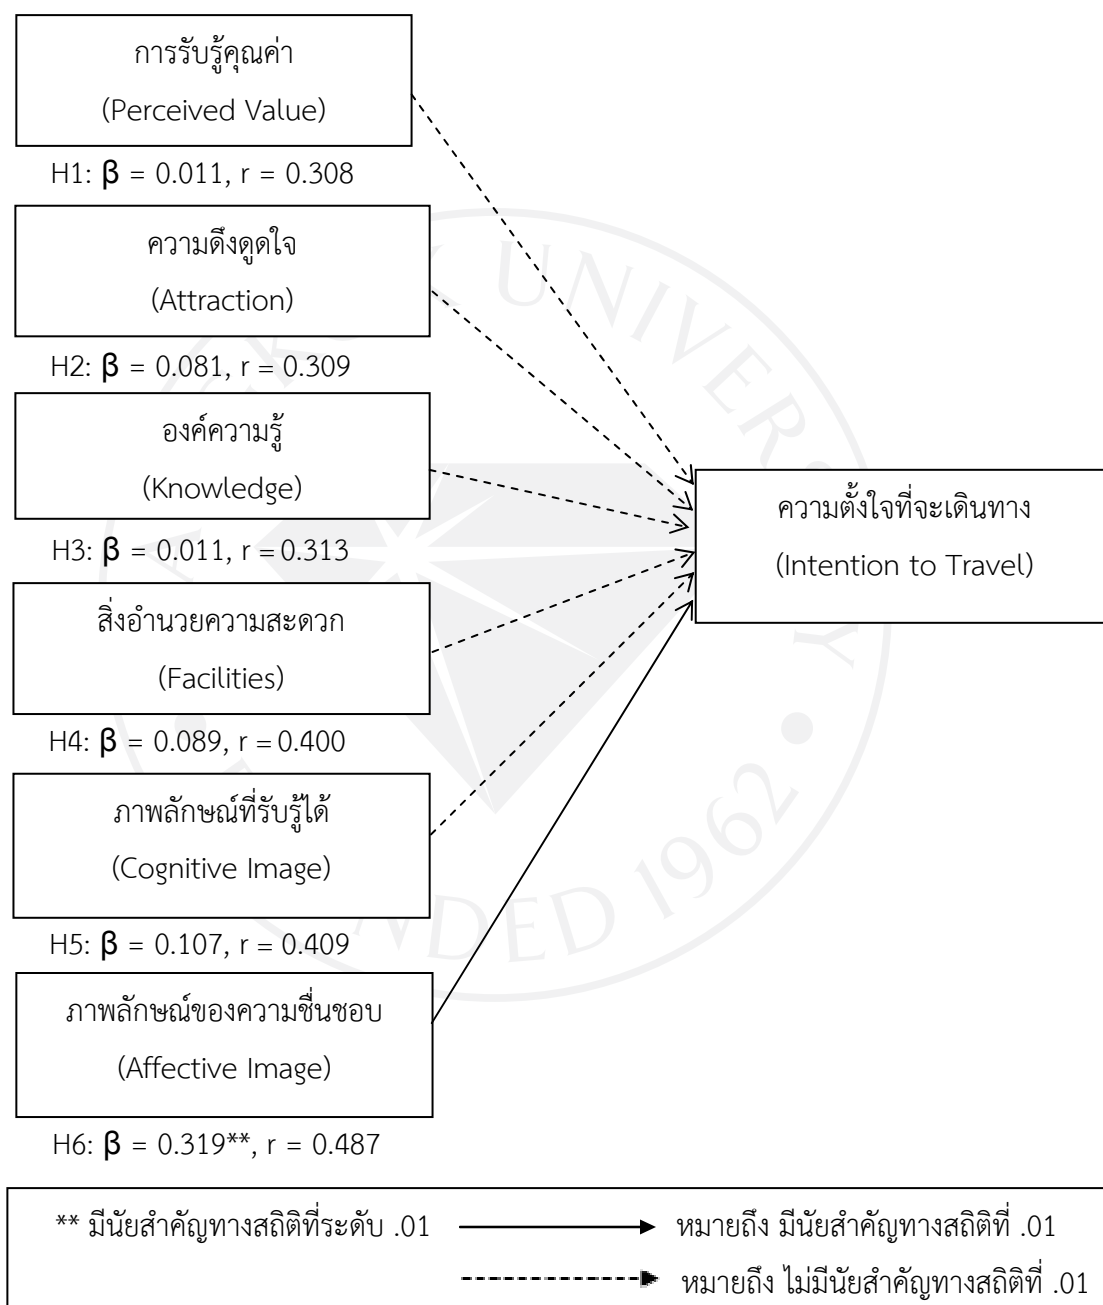 การรับรู้คุณค่า
(Perceived Value)
H1: β = 0.011, r = 0.308
ความดึงดูดใจ
(Attraction)
H2: β = 0.081, r = 0.309
องค์ความรู้
(Knowledge)
H3: β = 0.011, r = 0.313
สิ่งอำนวยความสะดวก
(Facilities)
H4: β = 0.089, r = 0.400
ภาพลักษณ์ที่รับรู้ได้
(Cognitive Image)
H5: β = 0.107, r = 0.409
ภาพลักษณ์ของความชื่นชอบ
(Affective Image)
H6: β = 0.319**, r = 0.487
ความตั้งใจที่จะเดินทาง
(Intention to Travel)
** มีนัยสำคัญทางสถิติที่ระดับ .01
หมายถึง มีนัยสำคัญทางสถิติที่ .01
หมายถึง ไม่มีนัยสำคัญทางสถิติที่ .01
UNIVERSITY
1962